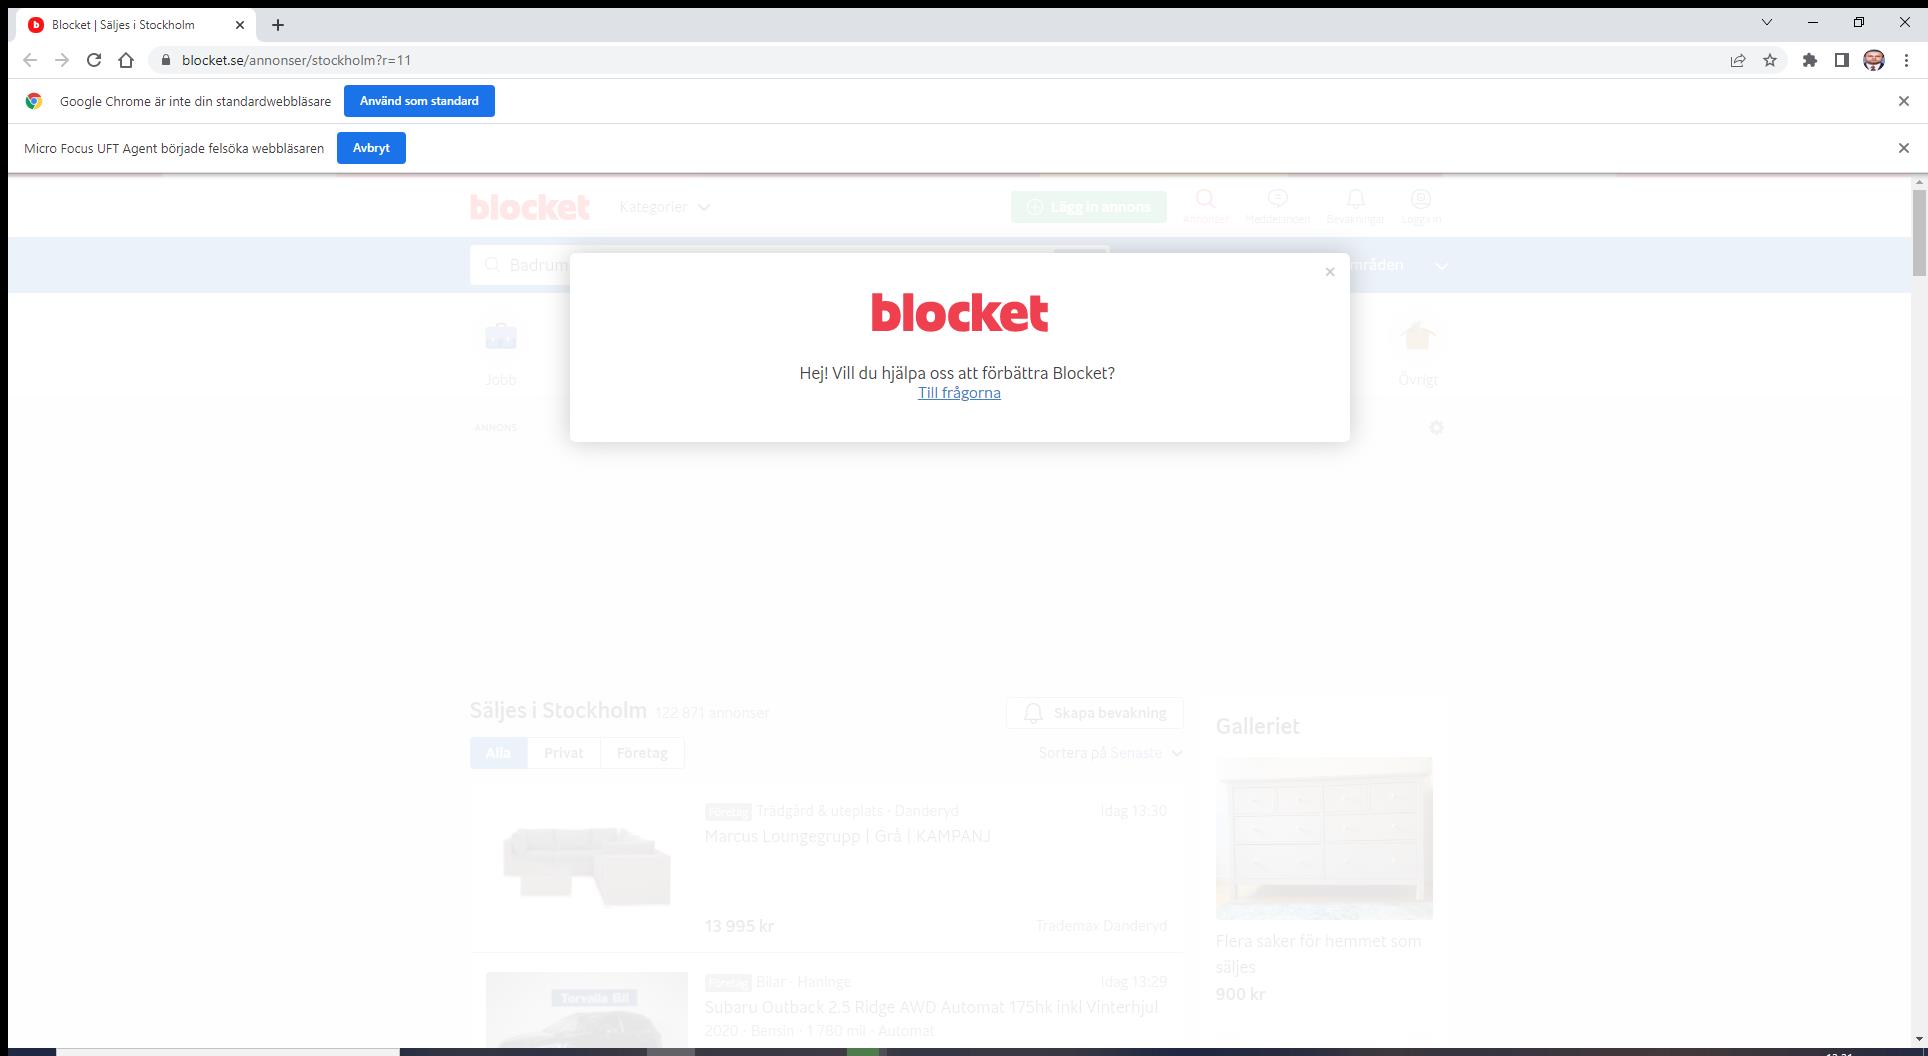 Blocket | Säljes i Stockholm
blocket.se/annonser/stockholm?r=11
Google Chrome är inte din standardwebbläsare
Använd som standard
Micro Focus UFT Agent började felsöka webbläsaren
Avbryt
blocket
Kategorier
Lägg in annons
Annonser
Meddelanden
Bevakningar
Logga in
Badrum
mråden
blocket
Hej! Vill du hjälpa oss att förbättra Blocket?
Till frågorna
Jobb
Övrigt
ANNONS
Säljes i Stockholm 122 871 annonser
Skapa bevakning
Alla
Privat
Företag
Sortera på Senaste
Företag Trädgård & uteplats · Danderyd
Idag 13:30
Marcus Loungegrupp | Grå | KAMPANJ
13 995 kr
Trademax Danderyd
Företag Bilar · Haninge
Idag 13:29
Torvalla Bil
Subaru Outback 2.5 Ridge AWD Automat 175hk inkl Vinterhjul
2020 · Bensin · 1 780 mil · Automat
Galleriet
Flera saker för hemmet som
säljes
900 kr